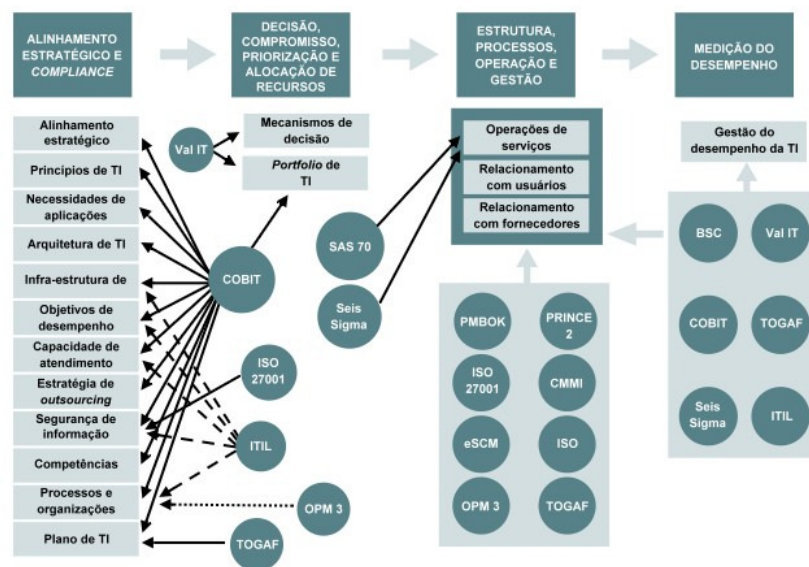 ALINHAMENTO
ESTRATÉGICO E
COMPLIANCE
DECISÃO,
COMPROMISSO,
PRIORIZAÇÃO E
ALOCAÇÃO DE
RECURSOS
ESTRUTURA,
PROCESSOS,
OPERAÇÃO E
GESTÃO
MEDIÇÃO DO
DESEMPENHO
Alinhamento
estratégico
Princípios de TI
Necessidades de
aplicações
Arquitetura de TI
Infra-estrutura de
Objetivos de
desempenho
Capacidade de
atendimento
Estratégia de
outsourcing
Segurança de
informação
Competências
Processos e
organizações
Plano de TI
Val IT
Mecanismos de
decisão
Portfolio de
TI
COBIT
ISO
27001
ITIL
OPM 3
TOGAF
SAS 70
Seis
Sigma
Operações de
serviços
Relacionamento
com usuários
Relacionamento
com fornecedores
PMBOK
PRINCE
2
ISO
27001
CMMI
eSCM
ISO
OPM 3
TOGAF
Gestão do
desempenho da TI
BSC
Val IT
COBIT
TOGAF
Seis
Sigma
ITIL